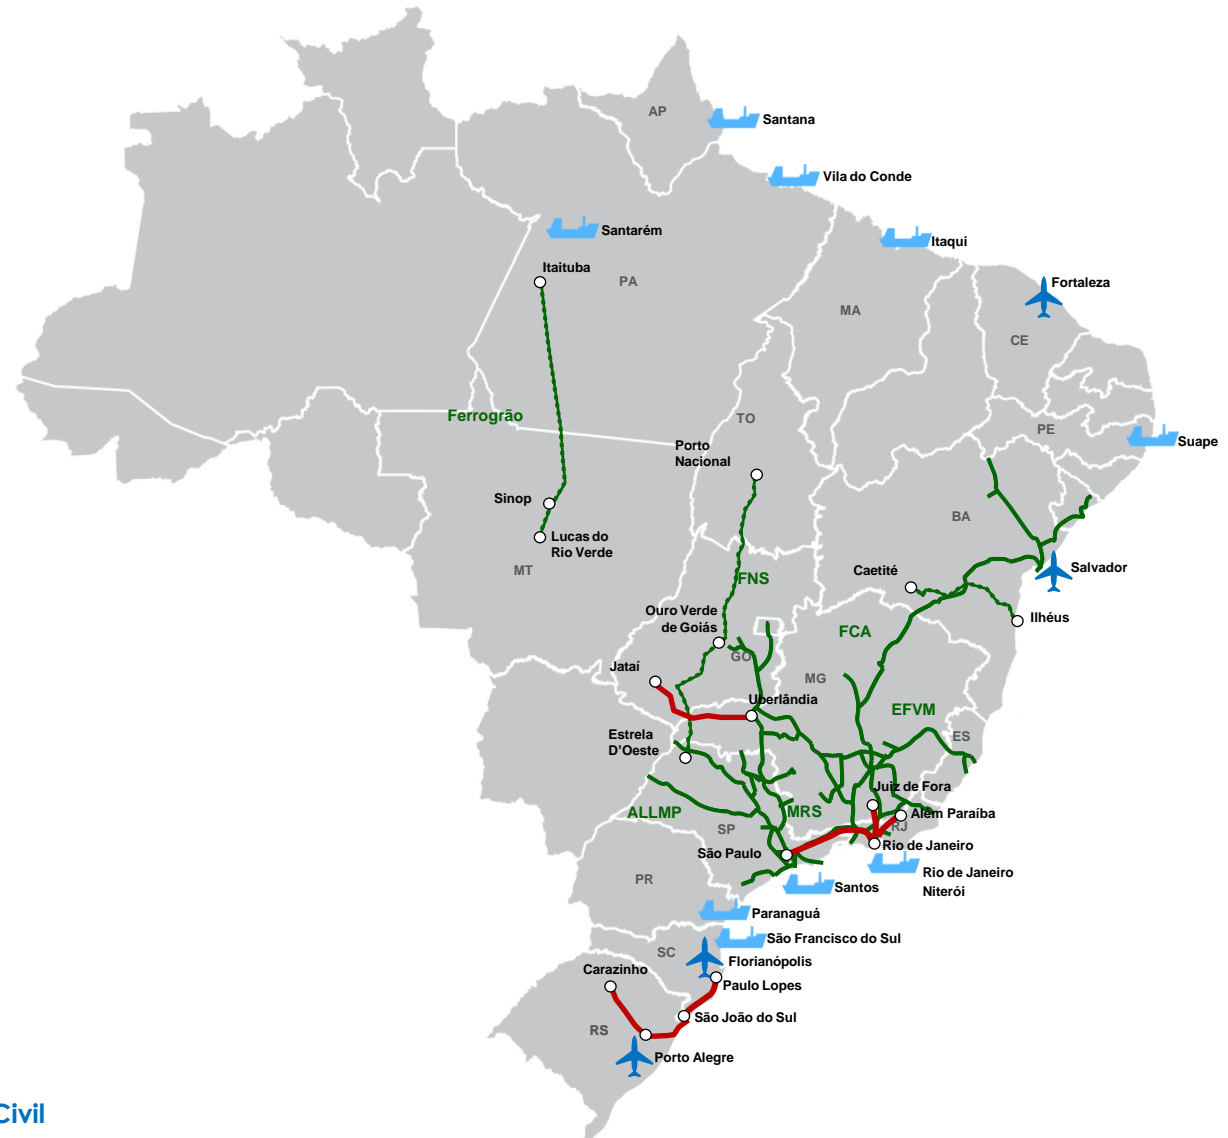 AP
Santana
Vila do Conde
Santarém
Itaqui
Itaituba
PA
Fortaleza
MA
CE
Ferrogrão
TO
PE
Suape
Porto
Nacional
Sinop
BA
Lucas do
Rio Verde
MT
Salvador
Caetité
FNS
Ilhéus
Ouro Verde
de Goiás
FCA
GO
Jataí
MG
Uberlândia
EFVM
Estrela
D'Oeste
ES
Juiz de Fora
ALLMP
MRS
Além Paraíba
SP
RJ
São Paulo
Rio de Janeiro
Rio de Janeiro
Niterói
PR
Santos
Paranaguá
São Francisco do Sul
SC
Florianópolis
Carazinho
Paulo Lopes
São João do Sul
RS
Porto Alegre
Civil